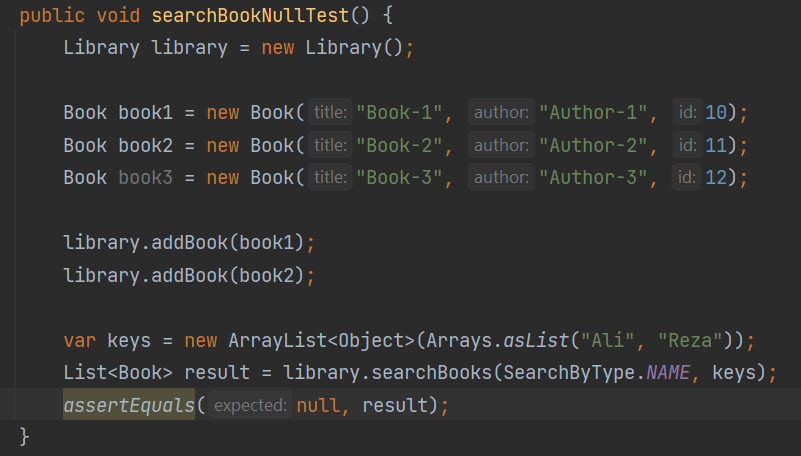 public void searchBookNullTest() {
Library library = new Library();
Book book1 = new Book( title: "Book-1", author: "Author-1", id: 10);
Book book2 = new Book( title: "Book-2", author: "Author-2", id: 11);
Book book3 = new Book( title: "Book-3", author: "Author-3", id: 12);
library.addBook(book1);
library.addBook(book2);
var keys = new ArrayList<Object>(Arrays.asList("Ali", "Reza"));
List<Book> result = library.searchBooks(SearchByType.NAME, keys);
assertEquals( expected: null, result);
}